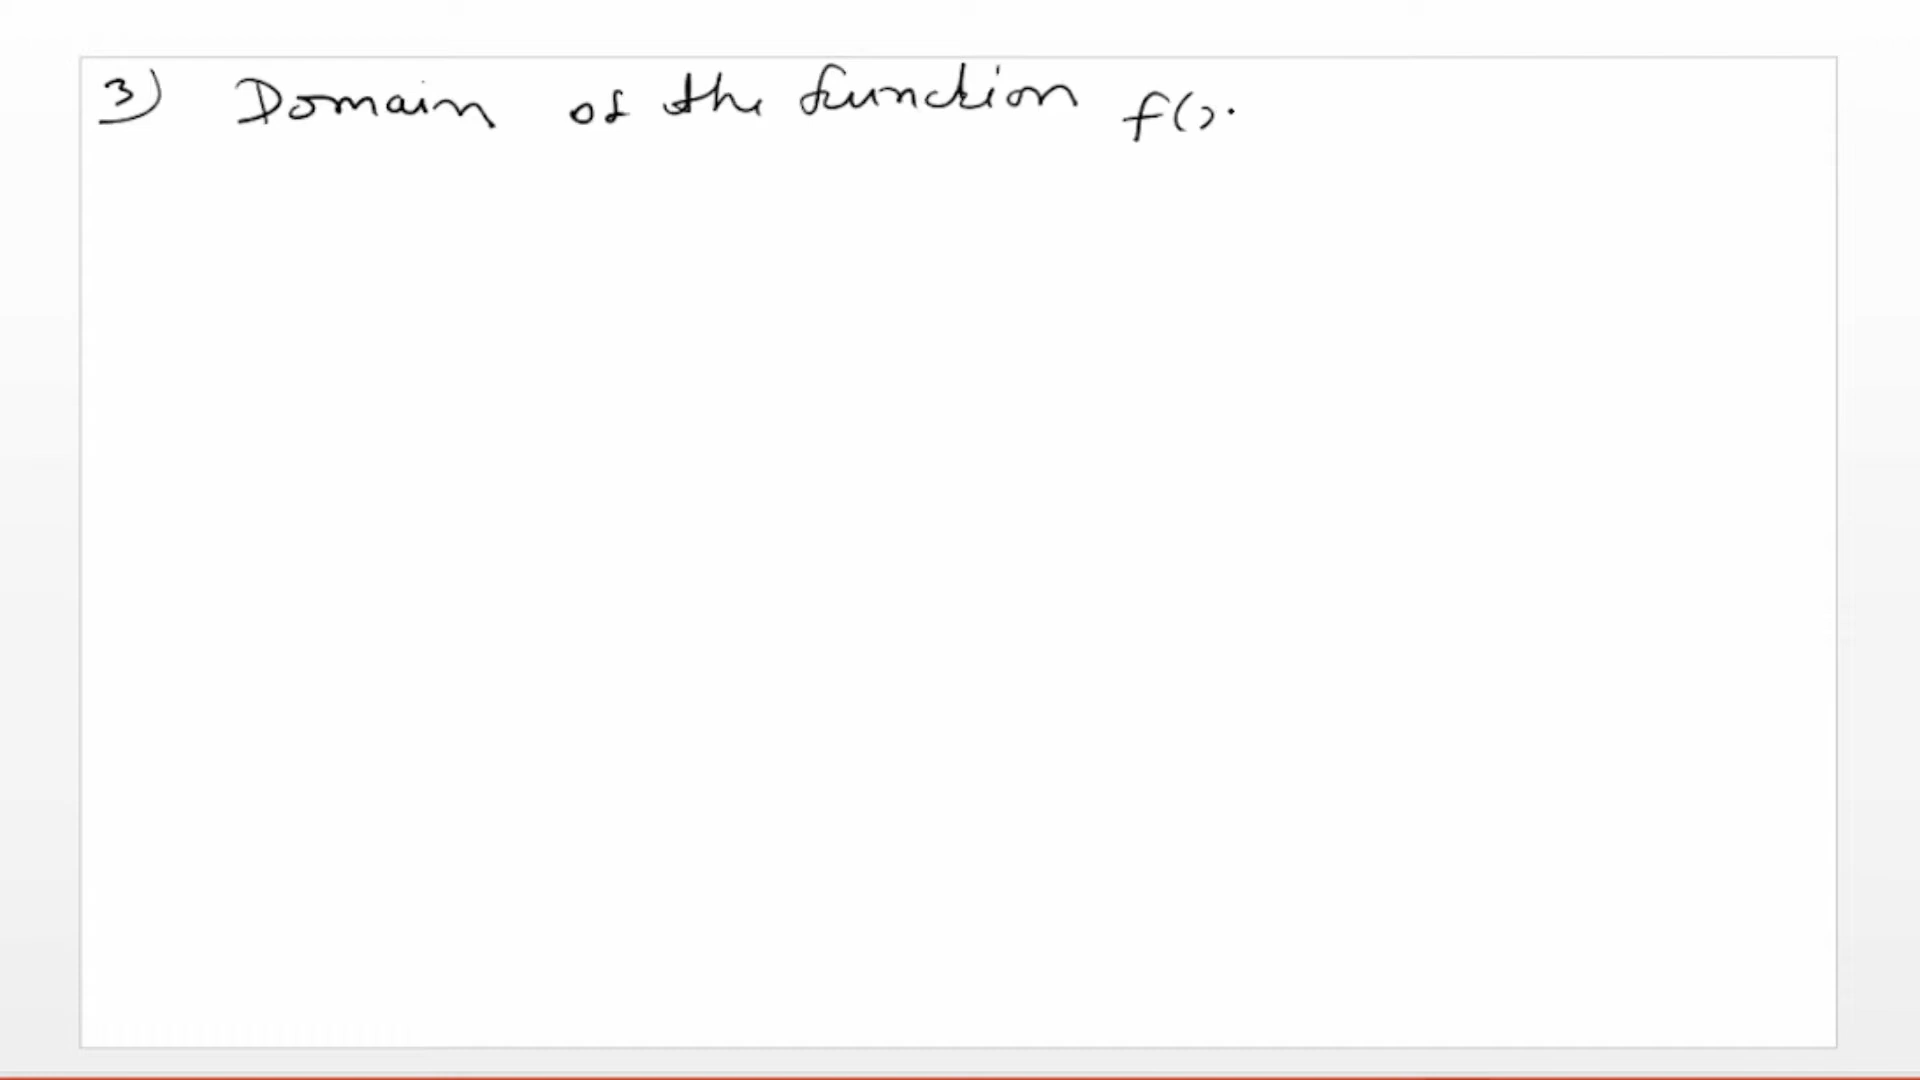 3) Domain of the function f().